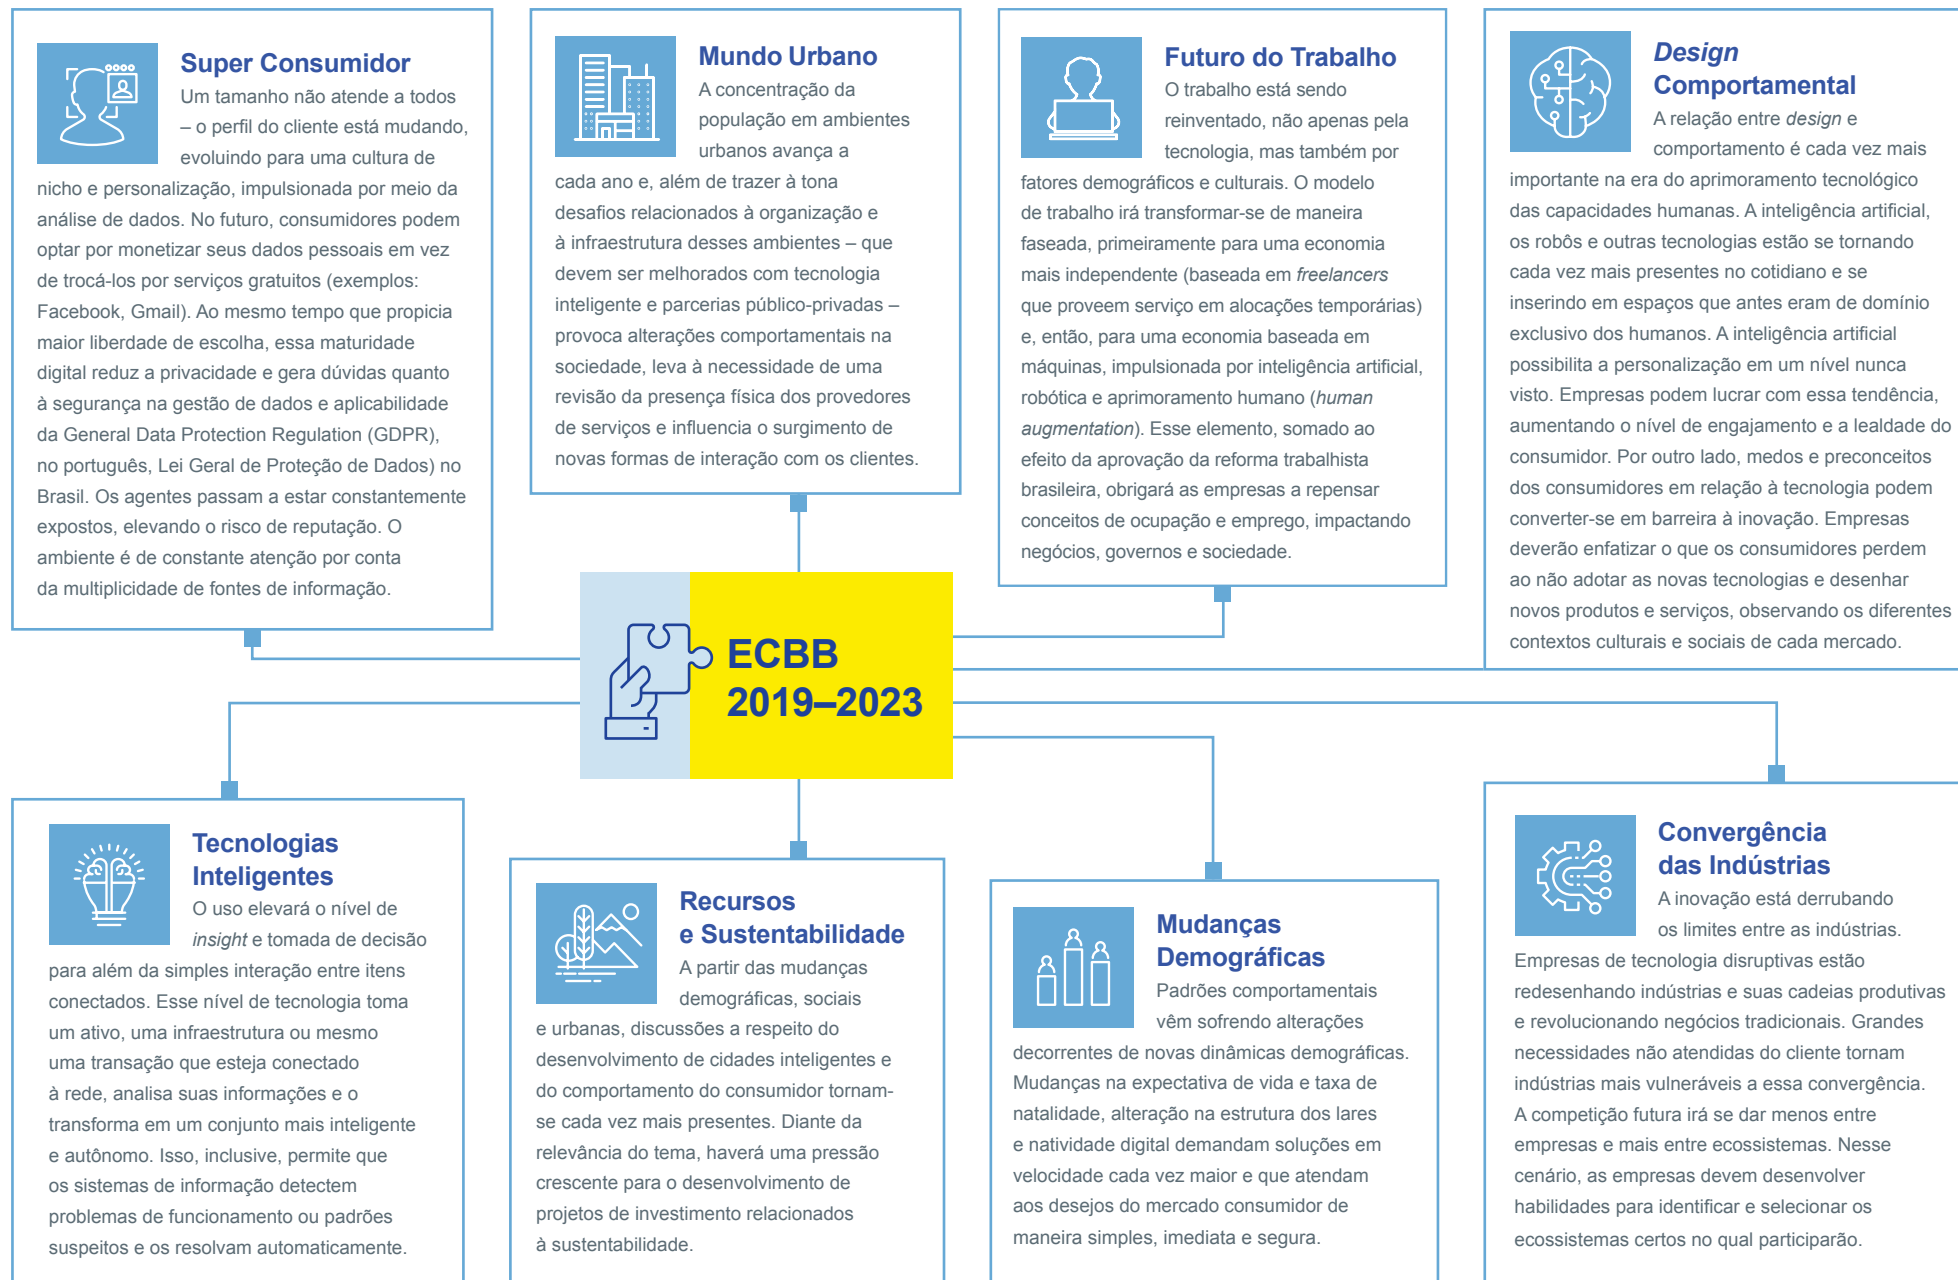 Super Consumidor
Um tamanho não atende a todos
– o perfil do cliente está mudando,
evoluindo para uma cultura de
nicho e personalização, impulsionada por meio da
análise de dados. No futuro, consumidores podem
optar por monetizar seus dados pessoais em vez
de trocá-los por serviços gratuitos (exemplos:
Facebook, Gmail). Ao mesmo tempo que propicia
maior liberdade de escolha, essa maturidade
digital reduz a privacidade e gera dúvidas quanto
à segurança na gestão de dados e aplicabilidade
da General Data Protection Regulation (GDPR),
no português, Lei Geral de Proteção de Dados) no
Brasil. Os agentes passam a estar constantemente
expostos, elevando o risco de reputação. O
ambiente é de constante atenção por conta
da multiplicidade de fontes de informação.
Mundo Urbano
A concentração da
população em ambientes
urbanos avança a
cada ano e, além de trazer à tona
desafios relacionados à organização e
à infraestrutura desses ambientes – que
devem ser melhorados com tecnologia
inteligente e parcerias público-privadas –
provoca alterações comportamentais na
sociedade, leva à necessidade de uma
revisão da presença física dos provedores
de serviços e influencia o surgimento de
novas formas de interação com os clientes.
Futuro do Trabalho
O trabalho está sendo
reinventado, não apenas pela
tecnologia, mas também por
fatores demográficos e culturais. O modelo
de trabalho irá transformar-se de maneira
faseada, primeiramente para uma economia
mais independente (baseada em freelancers
que proveem serviço em alocações temporárias)
e, então, para uma economia baseada em
máquinas, impulsionada por inteligência artificial,
robótica e aprimoramento humano (human
augmentation). Esse elemento, somado ao
efeito da aprovação da reforma trabalhista
brasileira, obrigará as empresas a repensar
conceitos de ocupação e emprego, impactando
negócios, governos e sociedade.
Design
Comportamental
A relação entre design e
comportamento é cada vez mais
importante na era do aprimoramento tecnológico
das capacidades humanas. A inteligência artificial,
os robôs e outras tecnologias estão se tornando
cada vez mais presentes no cotidiano e se
inserindo em espaços que antes eram de domínio
exclusivo dos humanos. A inteligência artificial
possibilita a personalização em um nível nunca
visto. Empresas podem lucrar com essa tendência,
aumentando o nível de engajamento e a lealdade do
consumidor. Por outro lado, medos e preconceitos
dos consumidores em relação à tecnologia podem
converter-se em barreira à inovação. Empresas
deverão enfatizar o que os consumidores perdem
ao não adotar as novas tecnologias e desenhar
novos produtos e serviços, observando os diferentes
contextos culturais e sociais de cada mercado.
ECBB
2019–2023
Tecnologias
Inteligentes
O uso elevará o nível de
insight e tomada de decisão
para além da simples interação entre itens
conectados. Esse nível de tecnologia toma
um ativo, uma infraestrutura ou mesmo
uma transação que esteja conectado
à rede, analisa suas informações e o
transforma em um conjunto mais inteligente
e autônomo. Isso, inclusive, permite que
os sistemas de informação detectem
problemas de funcionamento ou padrões
suspeitos e os resolvam automaticamente.
Recursos
e Sustentabilidade
A partir das mudanças
demográficas, sociais
e urbanas, discussões a respeito do
desenvolvimento de cidades inteligentes e
do comportamento do consumidor tornam-
se cada vez mais presentes. Diante da
relevância do tema, haverá uma pressão
crescente para o desenvolvimento de
projetos de investimento relacionados
à sustentabilidade.
Mudanças
Demográficas
Padrões comportamentais
vêm sofrendo alterações
decorrentes de novas dinâmicas demográficas.
Mudanças na expectativa de vida e taxa de
natalidade, alteração na estrutura dos lares
e natividade digital demandam soluções em
velocidade cada vez maior e que atendam
aos desejos do mercado consumidor de
maneira simples, imediata e segura.
Convergência
das Indústrias
A inovação está derrubando
os limites entre as indústrias.
Empresas de tecnologia disruptivas estão
redesenhando indústrias e suas cadeias produtivas
e revolucionando negócios tradicionais. Grandes
necessidades não atendidas do cliente tornam
indústrias mais vulneráveis a essa convergência.
A competição futura irá se dar menos entre
empresas e mais entre ecossistemas. Nesse
cenário, as empresas devem desenvolver
habilidades para identificar e selecionar os
ecossistemas certos no qual participarão.